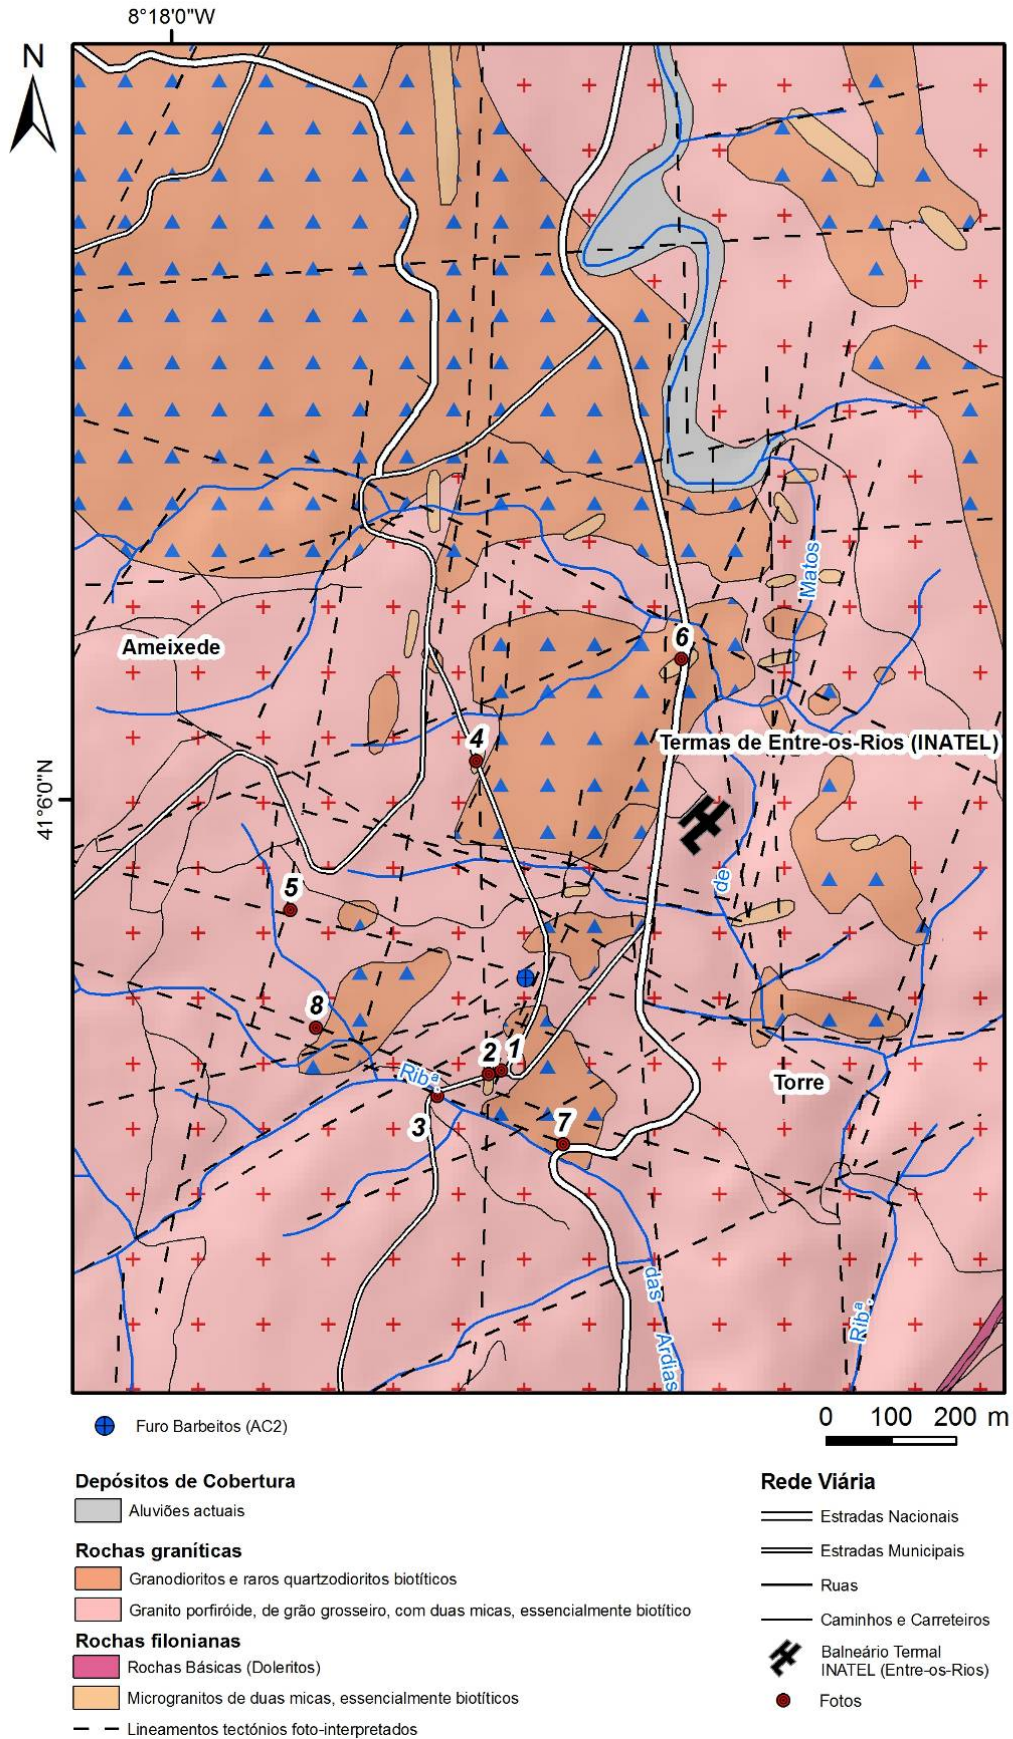 8°18'0"W
N
6
Matos
Ameixede
4
Termas de Entre-os-Rios (INATEL)
41°6'0"N
5
de
8
2
1
Rib.ª
Torre
3
7
das
Rib.ª
Ardias
0 100 200 m
Furo Barbeitos (AC2)
Depósitos de Cobertura
Aluviões actuais
Rochas graníticas
Granodioritos e raros quartzodioritos biotíticos
Granito porfiróide, de grão grosseiro, com duas micas, essencialmente biotítico
Rochas filonianas
Rochas Básicas (Doleritos)
Microgranitos de duas micas, essencialmente biotíticos
Lineamentos tectónios foto-interpretados
Rede Viária
Estradas Nacionais
Estradas Municipais
Ruas
Caminhos e Carreteiros
Balneário Termal
INATEL (Entre-os-Rios)
Fotos